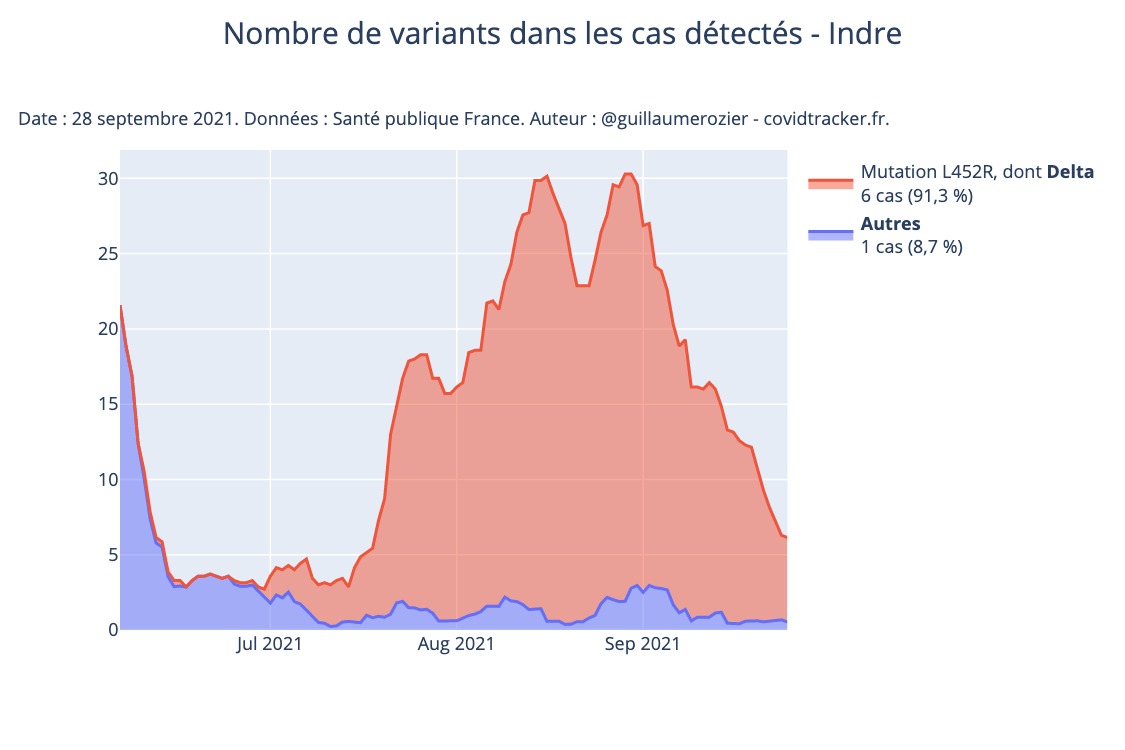 Nombre de variants dans les cas détectés - Indre
Date : 28 septembre 2021. Données : Santé publique France. Auteur : @guillaumerozier - covidtracker.fr.
30
25
20
15
10
5
0
Jul 2021
Aug 2021
Sep 2021
Mutation L452R, dont Delta
6 cas (91,3 %)
Autres
1 cas (8,7 %)